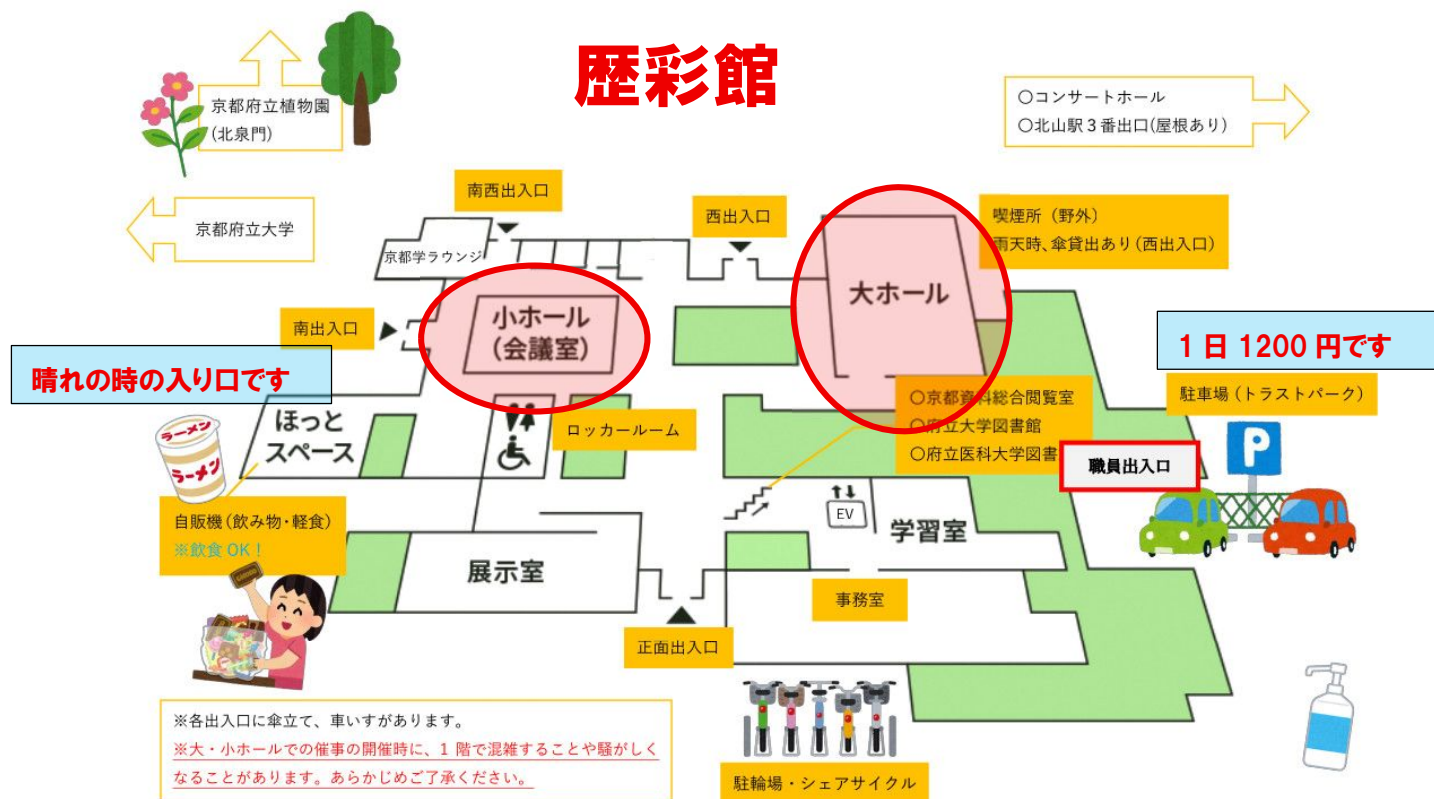 歴彩館
京都府立植物園
(北泉門)
○コンサートホール
○北山駅3番出口(屋根あり)
京都府立大学
南西出入口
西出入口
喫煙所（野外）
雨天時、傘貸出あり(西出入口)
京都学ラウンジ
大ホール
小ホール
(会議室)
南出入口
晴れの時の入り口です
1日1200円です
駐車場(トラストパーク)
ほっと
スペース
ロッカールーム
○京都資料総合閲覧室
○府立大学図書館
○府立医科大学図書
職員出入口
P
ラーメン
ラーメン
自販機(飲み物・軽食)
※飲食OK！
EV
学習室
展示室
事務室
正面出入口
※各出入口に傘立て、車いすがあります。
※大・小ホールでの催事の開催時に、1階で混雑することや騒がしく
なることがあります。あらかじめご了承ください。
駐輪場・シェアサイクル